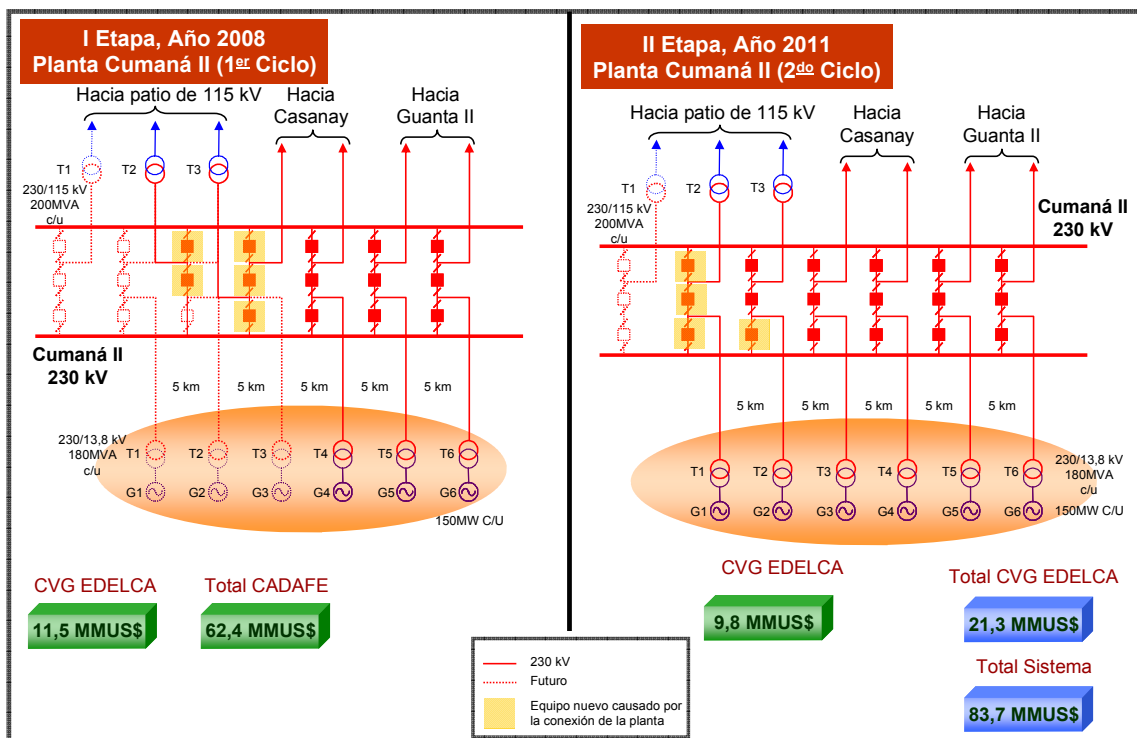 I Etapa, Año 2008
Planta Cumaná II (1er Ciclo)
Hacia patio de 115 kV
Hacia
Casanay
Hacia
Guanta II
T1
T2
T3
230/115 kV
200MVA
c/u
Cumaná II
230 kV
5 km
5 km
5 km
5 km
5 km
230/13,8 kV
180MVA
c/u
T1
T2
T3
T4
T5
T6
G1
G2
G3
G4
G5
G6
150MW C/U
CVG EDELCA
11,5 MMUS$
Total CADAFE
62,4 MMUS$
II Etapa, Año 2011
Planta Cumaná II (2do Ciclo)
Hacia patio de 115 kV
Hacia
Casanay
Hacia
Guanta II
T1
T2
T3
230/115 kV
200MVA
c/u
Cumaná II
230 kV
5 km
5 km
5 km
5 km
5 km
T1
T2
T3
T4
T5
T6
230/13,8 kV
180MVA
c/u
G1
G2
G3
G4
G5
G6
150MW C/U
CVG EDELCA
9,8 MMUS$
Total CVG EDELCA
21,3 MMUS$
Total Sistema
83,7 MMUS$
230 kV
Futuro
Equipo nuevo causado por
la conexión de la planta